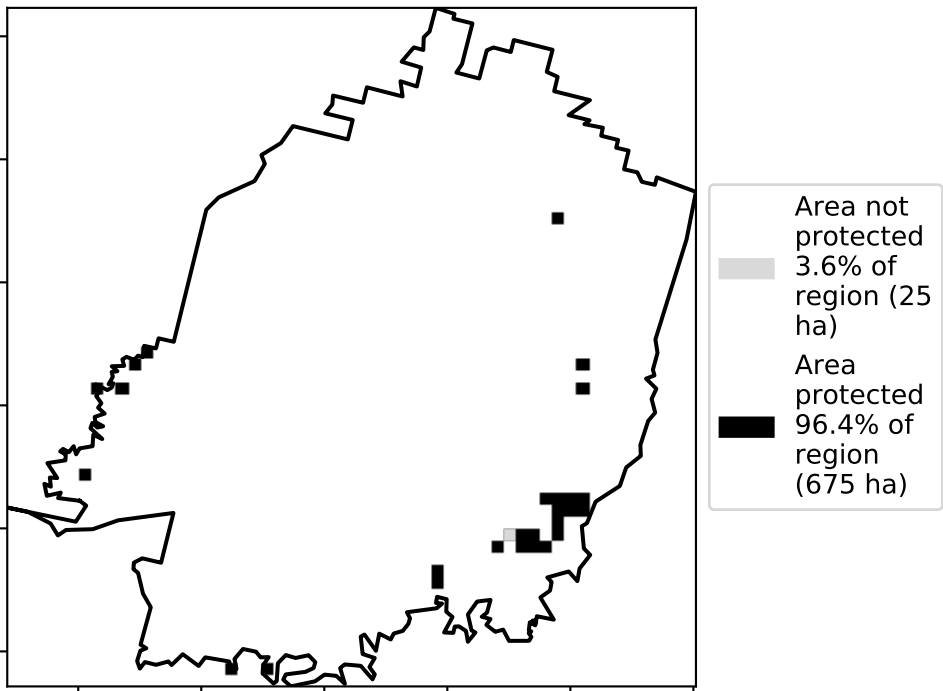 Area not
protected
3.6% of
region (25
ha)
Area
protected
96.4% of
region
(675 ha)